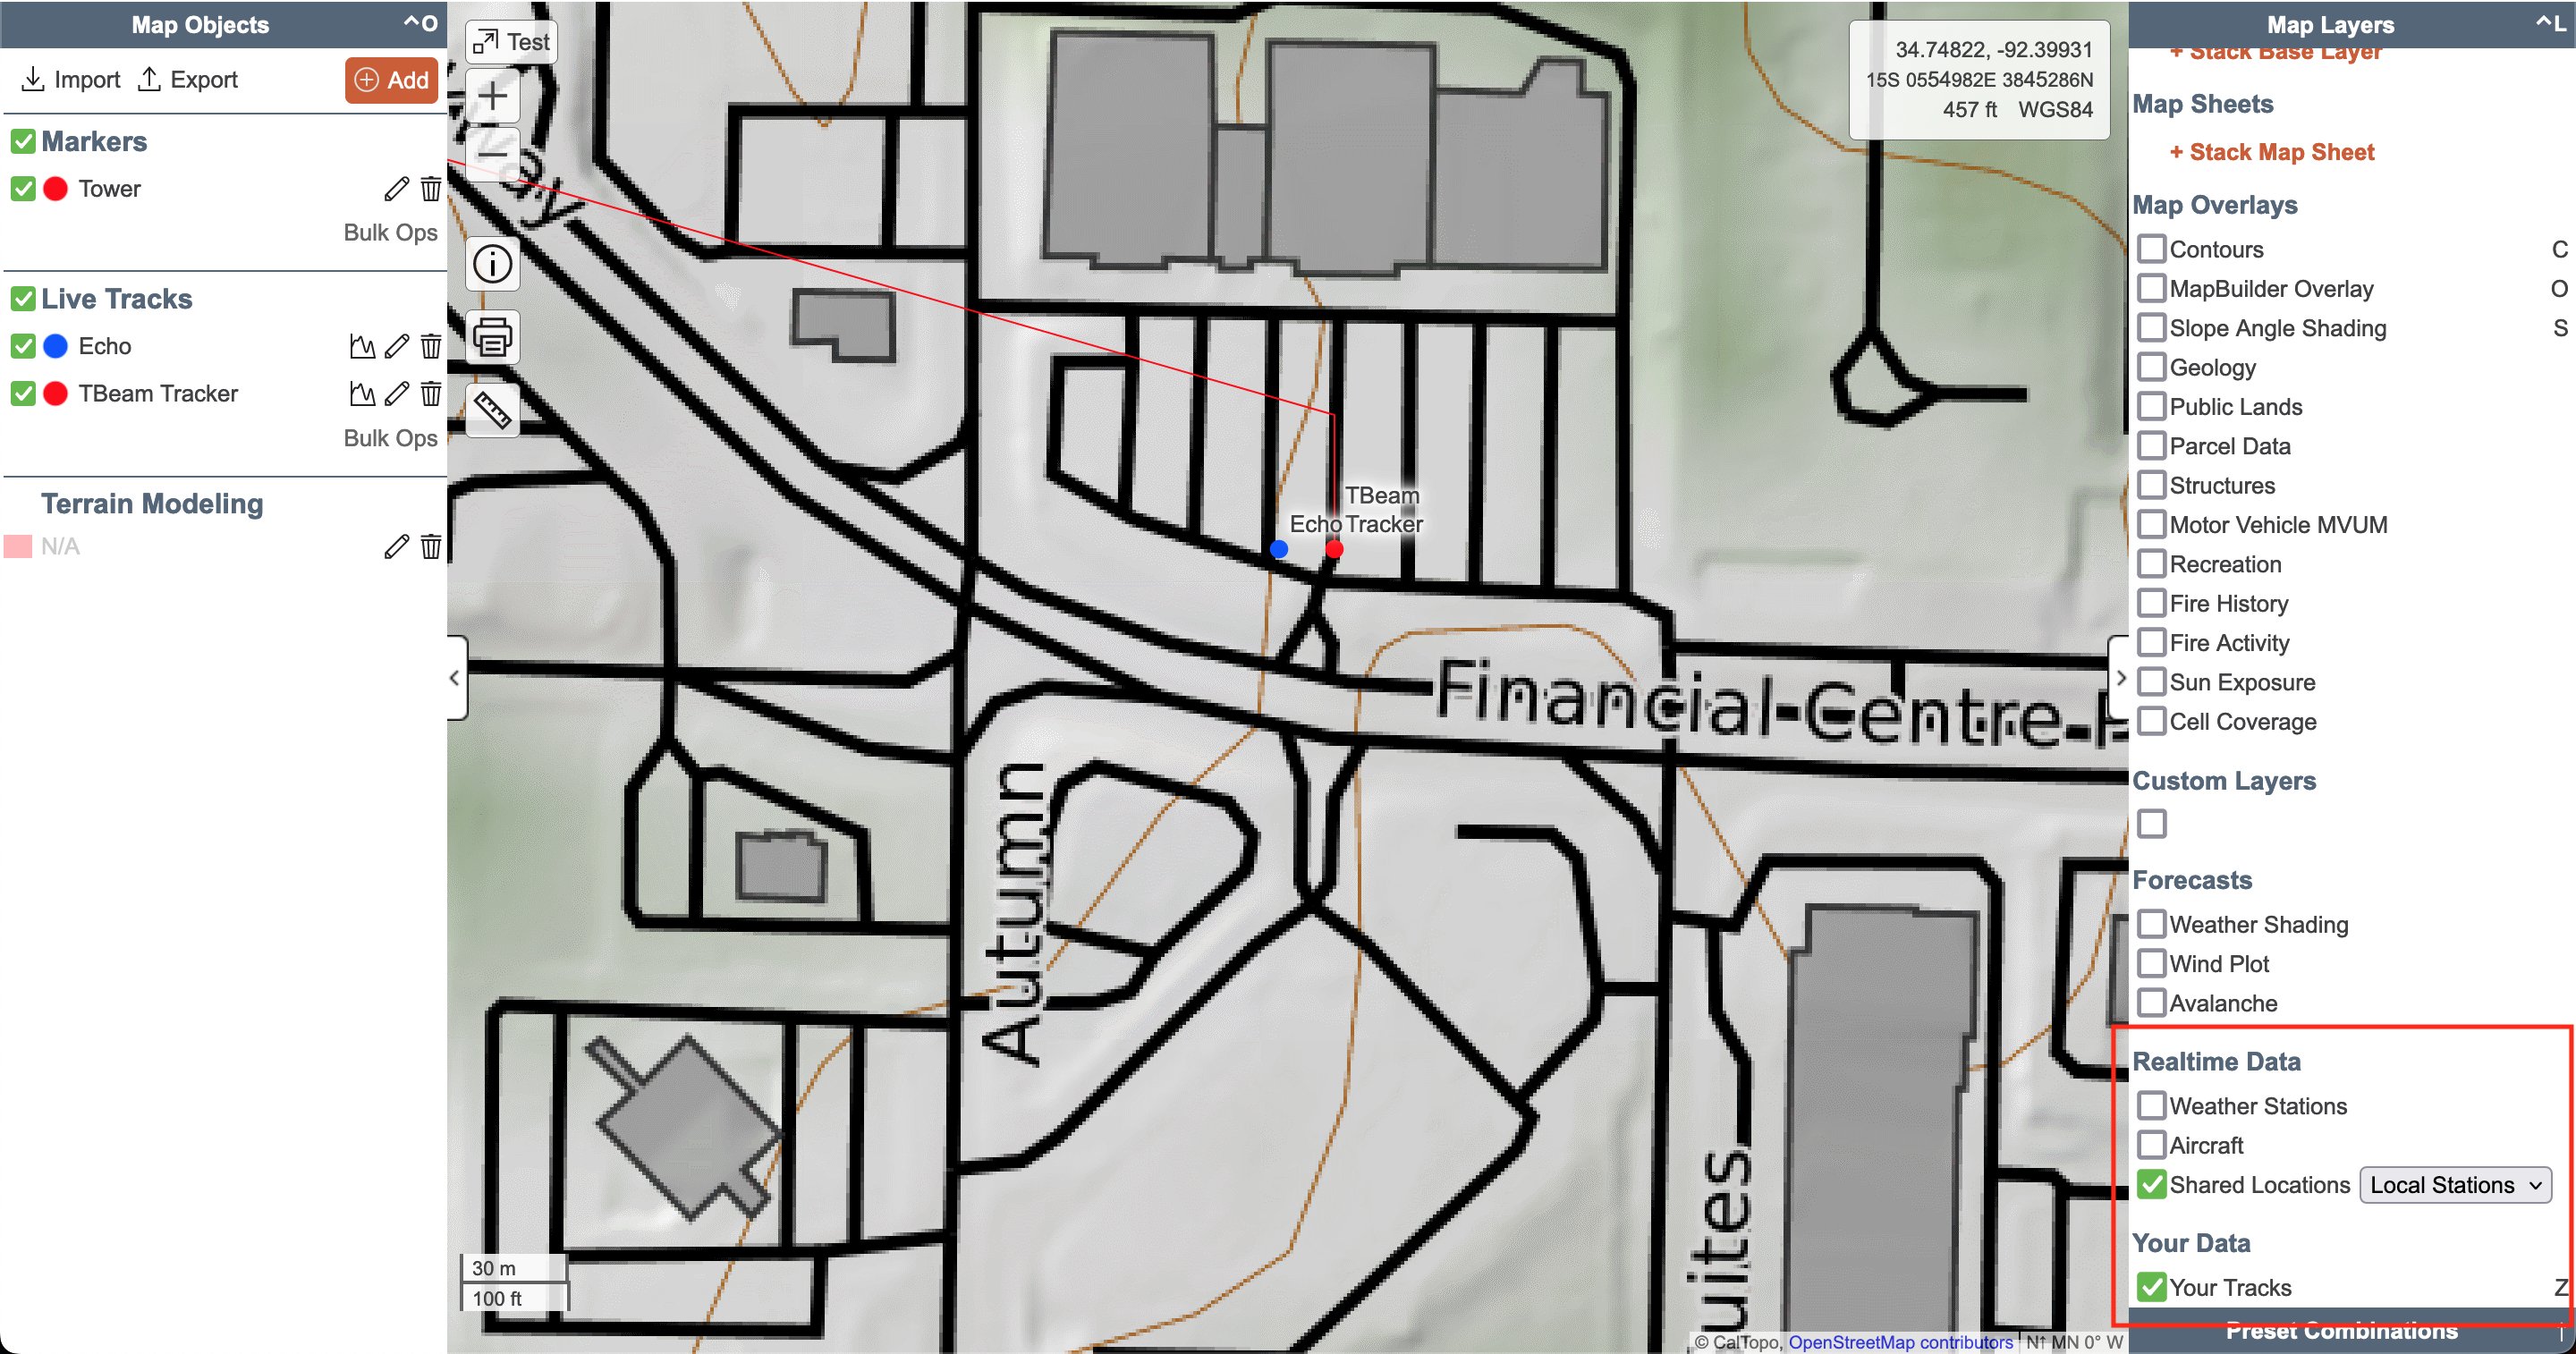 Map Objects ^O
Import Export Add
Markers
Tower
Bulk Ops
Live Tracks
Echo
TBeam Tracker
Bulk Ops
Terrain Modeling
N/A
Test
34.74822, -92.39931
15S 0554982E 3845286N
457 ft WGS84
TBeam
Echo Tracker
Financial Centre
Autumn
uites
30 m
100 ft
© CalTopo, OpenStreetMap contributors N↑ MN 0° W
Map Layers ^L
+ Stack Base Layer
Map Sheets
+ Stack Map Sheet
Map Overlays
Contours C
MapBuilder Overlay O
Slope Angle Shading S
Geology
Public Lands
Parcel Data
Structures
Motor Vehicle MVUM
Recreation
Fire History
Fire Activity
Sun Exposure
Cell Coverage
Custom Layers
Forecasts
Weather Shading
Wind Plot
Avalanche
Realtime Data
Weather Stations
Aircraft
Shared Locations Local Stations
Your Data
Your Tracks Z
Preset Combinations